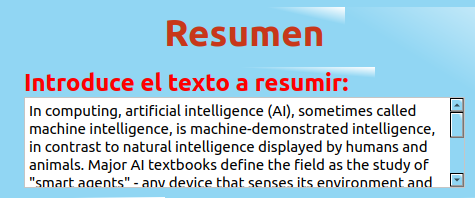 Resumen
Introduce el texto a resumir:
In computing, artificial intelligence (AI), sometimes called
machine intelligence, is machine-demonstrated intelligence,
in contrast to natural intelligence displayed by humans and
animals. Major AI textbooks define the field as the study of
"smart agents" - any device that senses its environment and